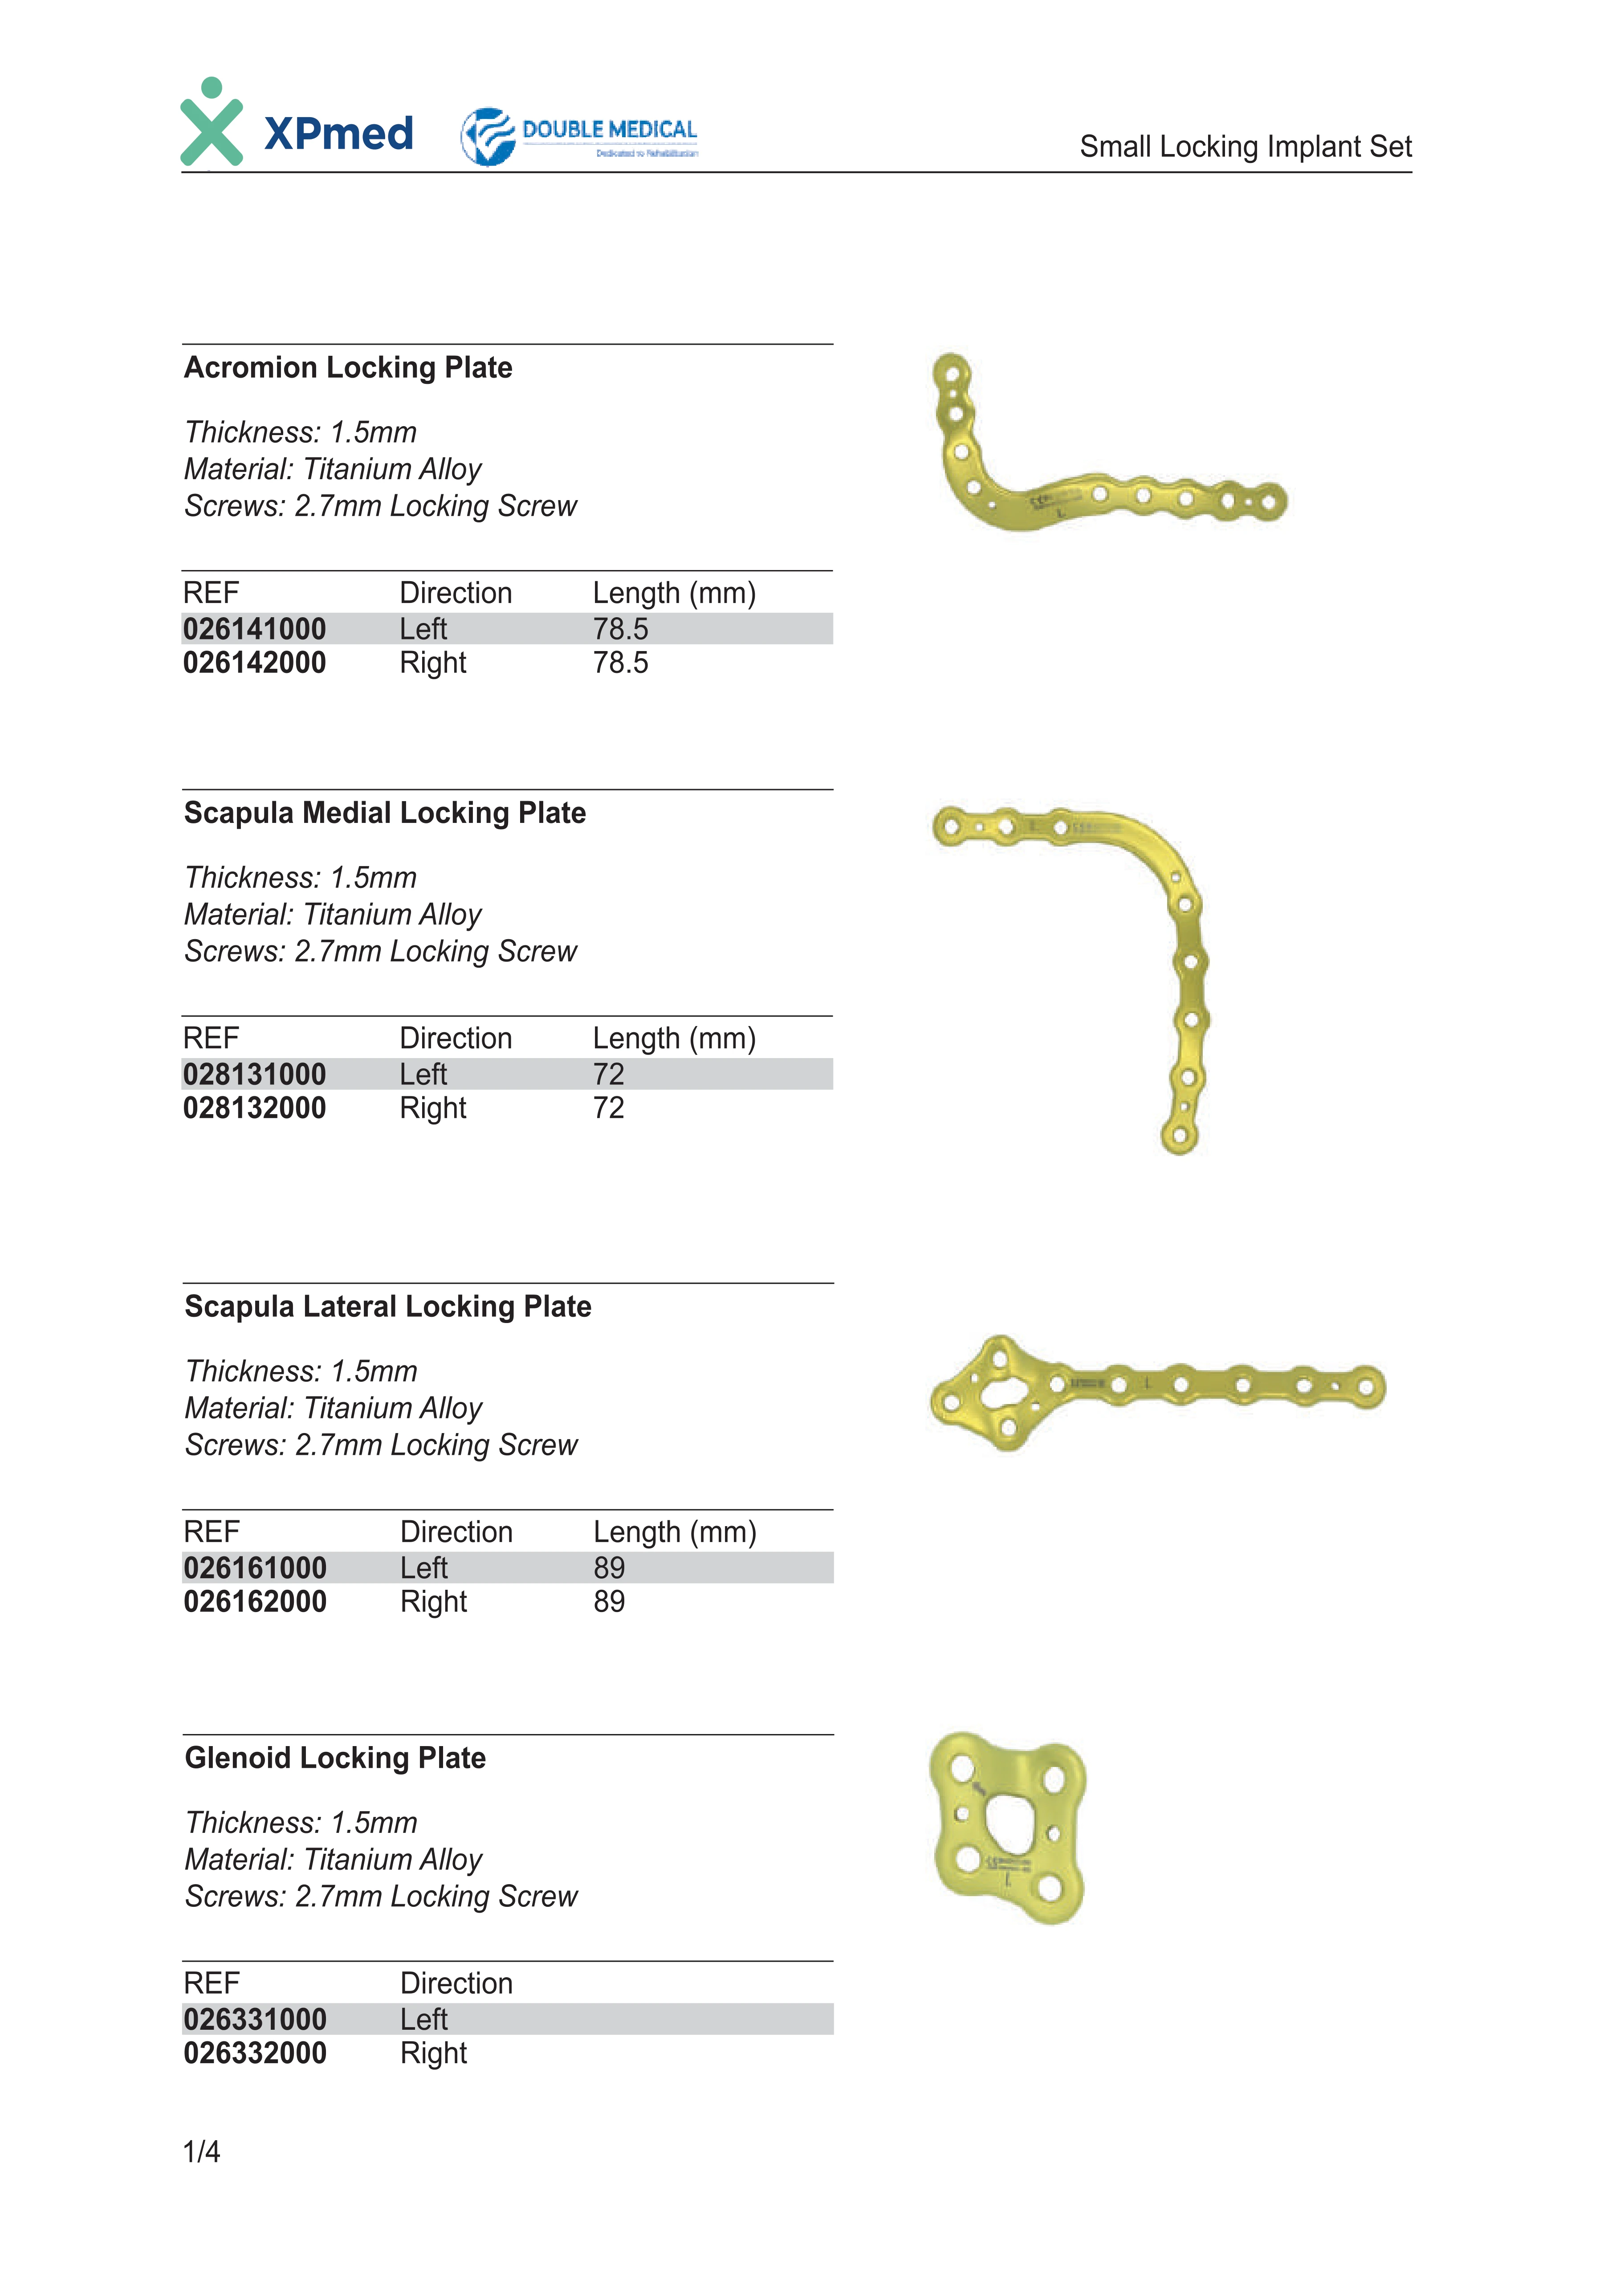 XPmed
DOUBLE MEDICAL
Dedicated to Rehabilitation
Small Locking Implant Set
Acromion Locking Plate
Thickness: 1.5mm
Material: Titanium Alloy
Screws: 2.7mm Locking Screw
REF Direction Length (mm)
026141000 Left 78.5
026142000 Right 78.5
L
Scapula Medial Locking Plate
Thickness: 1.5mm
Material: Titanium Alloy
Screws: 2.7mm Locking Screw
REF Direction Length (mm)
028131000 Left 72
028132000 Right 72
Scapula Lateral Locking Plate
Thickness: 1.5mm
Material: Titanium Alloy
Screws: 2.7mm Locking Screw
REF Direction Length (mm)
026161000 Left 89
026162000 Right 89
L
Glenoid Locking Plate
Thickness: 1.5mm
Material: Titanium Alloy
Screws: 2.7mm Locking Screw
REF Direction
026331000 Left
026332000 Right
L
1/4